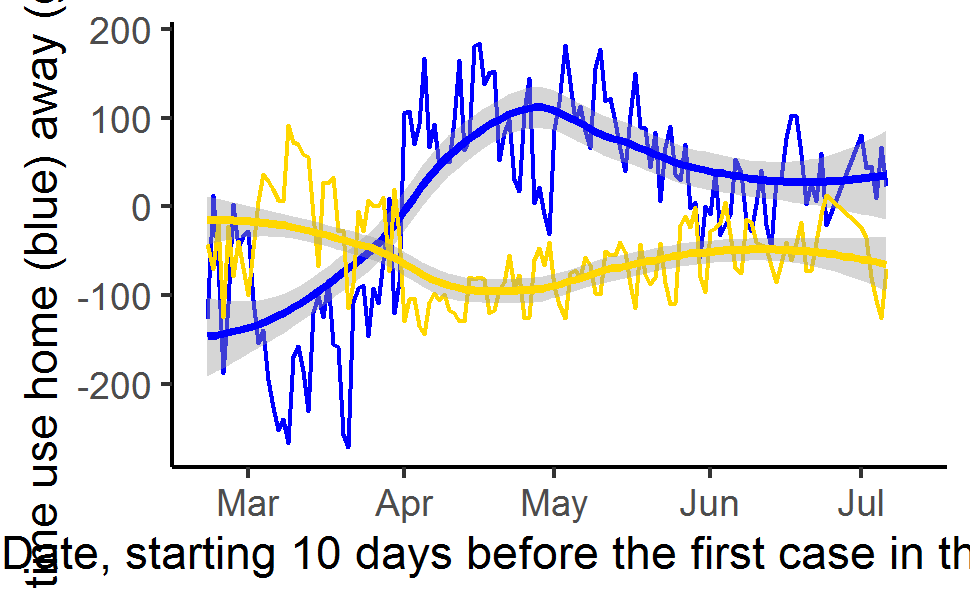 time use home (blue) away (
200
100
0
-100
-200
Mar Apr May Jun Jul
Date, starting 10 days before the first case in th